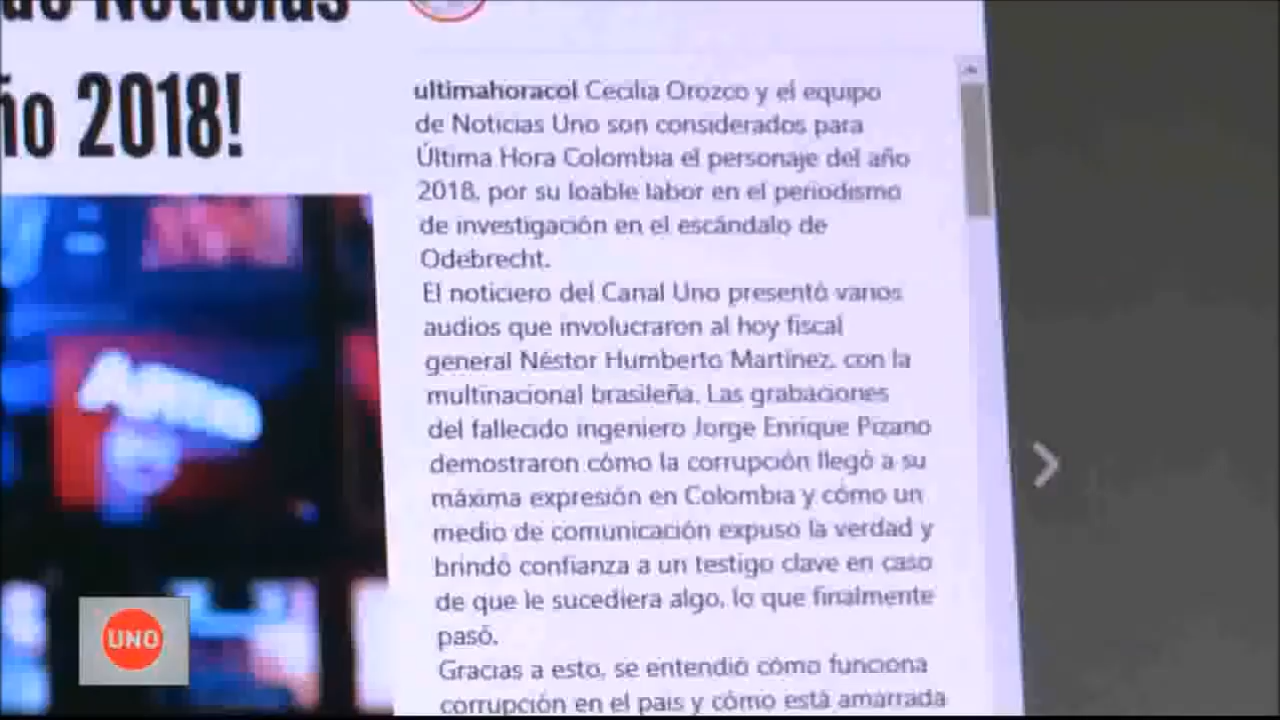 de Noticias
ño 2018!
ultimahoracol Cecilia Orozco y el equipo
de Noticias Uno son considerados para
Última Hora Colombia el personaje del año
2018, por su loable labor en el periodismo
de investigación en el escándalo de
Odebrecht.
El noticiero del Canal Uno presentó varios
audios que involucraron al hoy fiscal
general Néstor Humberto Martínez, con la
multinacional brasileña. Las grabaciones
del fallecido ingeniero Jorge Enrique Pizano
demostraron cómo la corrupción llegó a su
máxima expresión en Colombia y cómo un
medio de comunicación expuso la verdad y
brindó confianza a un testigo clave en caso
de que le sucediera algo, lo que finalmente
pasó.
Gracias a esto, se entendió cómo funciona
corrupción en el país y cómo está amarrada
UNO